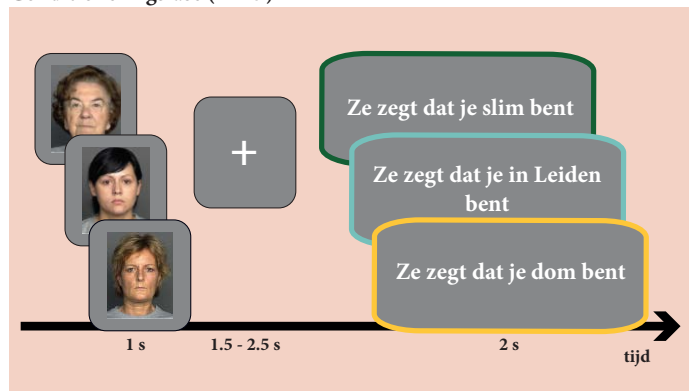 Ze zegt dat je slim bent
+
Ze zegt dat je in Leiden
bent
Ze zegt dat je dom bent
1 s
1.5 - 2.5 s
2 s
tijd